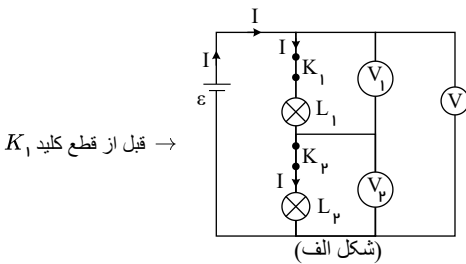 I
I
I
K۱
V۱
ε
L۱
V
قبل از قطع کلید K۱ →
K۲
I
V۲
L۲
(شکل الف)